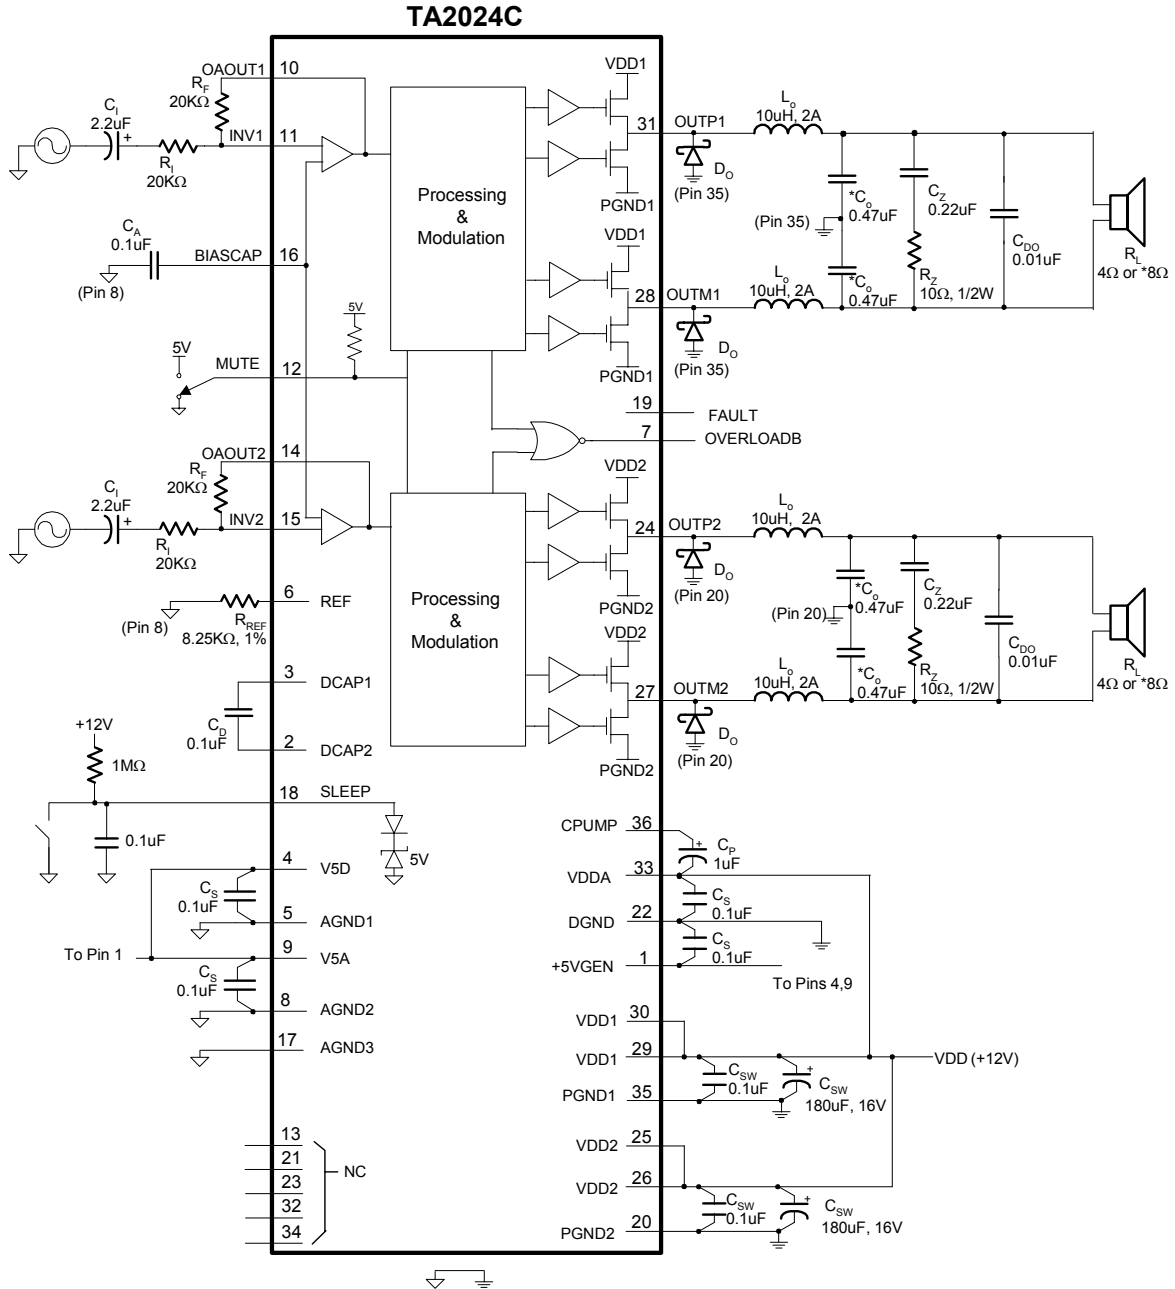 TA2024C
OAOUT1
10
R_F
20KΩ
C_I
2.2uF
+
INV1
11
R_I
20KΩ
C_A
0.1uF
BIASCAP
16
(Pin 8)
5V
5V
MUTE
12
Processing
&
Modulation
VDD1
PGND1
VDD1
PGND1
31
OUTP1
L_o
10uH, 2A
D_O
(Pin 35)
*C_o
0.47uF
(Pin 35)
*C_o
0.47uF
C_Z
0.22uF
R_Z
10Ω, 1/2W
C_DO
0.01uF
R_L
4Ω or *8Ω
28
OUTM1
L_o
10uH, 2A
D_O
(Pin 35)
19
FAULT
7
OVERLOADB
OAOUT2
14
R_F
20KΩ
C_I
2.2uF
+
INV2
15
R_I
20KΩ
6
REF
(Pin 8)
R_REF
8.25KΩ, 1%
Processing
&
Modulation
VDD2
PGND2
VDD2
PGND2
24
OUTP2
L_o
10uH, 2A
D_O
(Pin 20)
*C_o
0.47uF
(Pin 20)
*C_o
0.47uF
C_Z
0.22uF
R_Z
10Ω, 1/2W
C_DO
0.01uF
R_L
4Ω or *8Ω
27
OUTM2
L_o
10uH, 2A
D_O
(Pin 20)
3
DCAP1
C_D
0.1uF
2
DCAP2
+12V
1MΩ
18
SLEEP
0.1uF
5V
4
V5D
C_S
0.1uF
5
AGND1
To Pin 1
9
V5A
C_S
0.1uF
8
AGND2
17
AGND3
13
21
23
32
34
NC
CPUMP
36
+
C_P
1uF
VDDA
33
C_S
0.1uF
DGND
22
C_S
0.1uF
+5VGEN
1
To Pins 4,9
VDD1
30
VDD1
29
VDD (+12V)
C_SW
0.1uF
+
C_SW
180uF, 16V
PGND1
35
VDD2
25
VDD2
26
C_SW
0.1uF
+
C_SW
180uF, 16V
PGND2
20